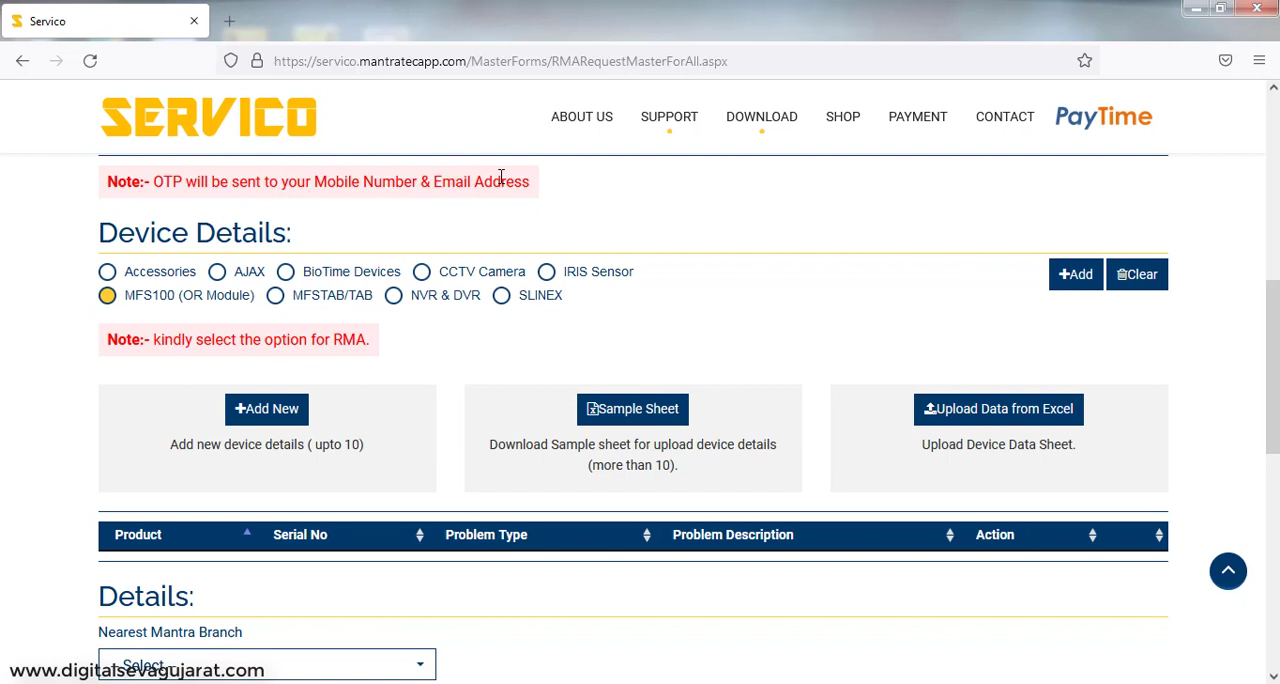 Servico
https://servico.mantratecapp.com/MasterForms/RMARequestMasterForAll.aspx
SERVICO
ABOUT US
SUPPORT
DOWNLOAD
SHOP
PAYMENT
CONTACT
PayTime
Note:- OTP will be sent to your Mobile Number & Email Address
Device Details:
Accessories
AJAX
BioTime Devices
CCTV Camera
IRIS Sensor
MFS100 (OR Module)
MFSTAB/TAB
NVR & DVR
SLINEX
Add
Clear
Note:- kindly select the option for RMA.
Add New
Sample Sheet
Upload Data from Excel
Add new device details ( upto 10)
Download Sample sheet for upload device details
(more than 10).
Upload Device Data Sheet.
Product
Serial No
Problem Type
Problem Description
Action
Details:
Nearest Mantra Branch
--Select--
www.digitalsevagujarat.com